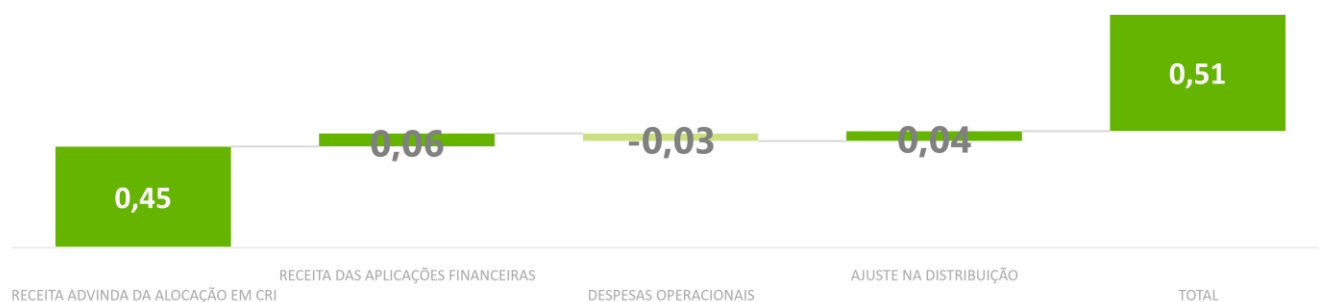 0,51
0,06
-0,03
0,04
0,45
RECEITA DAS APLICAÇÕES FINANCEIRAS
AJUSTE NA DISTRIBUIÇÃO
RECEITA ADVINDA DA ALOCAÇÃO EM CRI
DESPESAS OPERACIONAIS
TOTAL